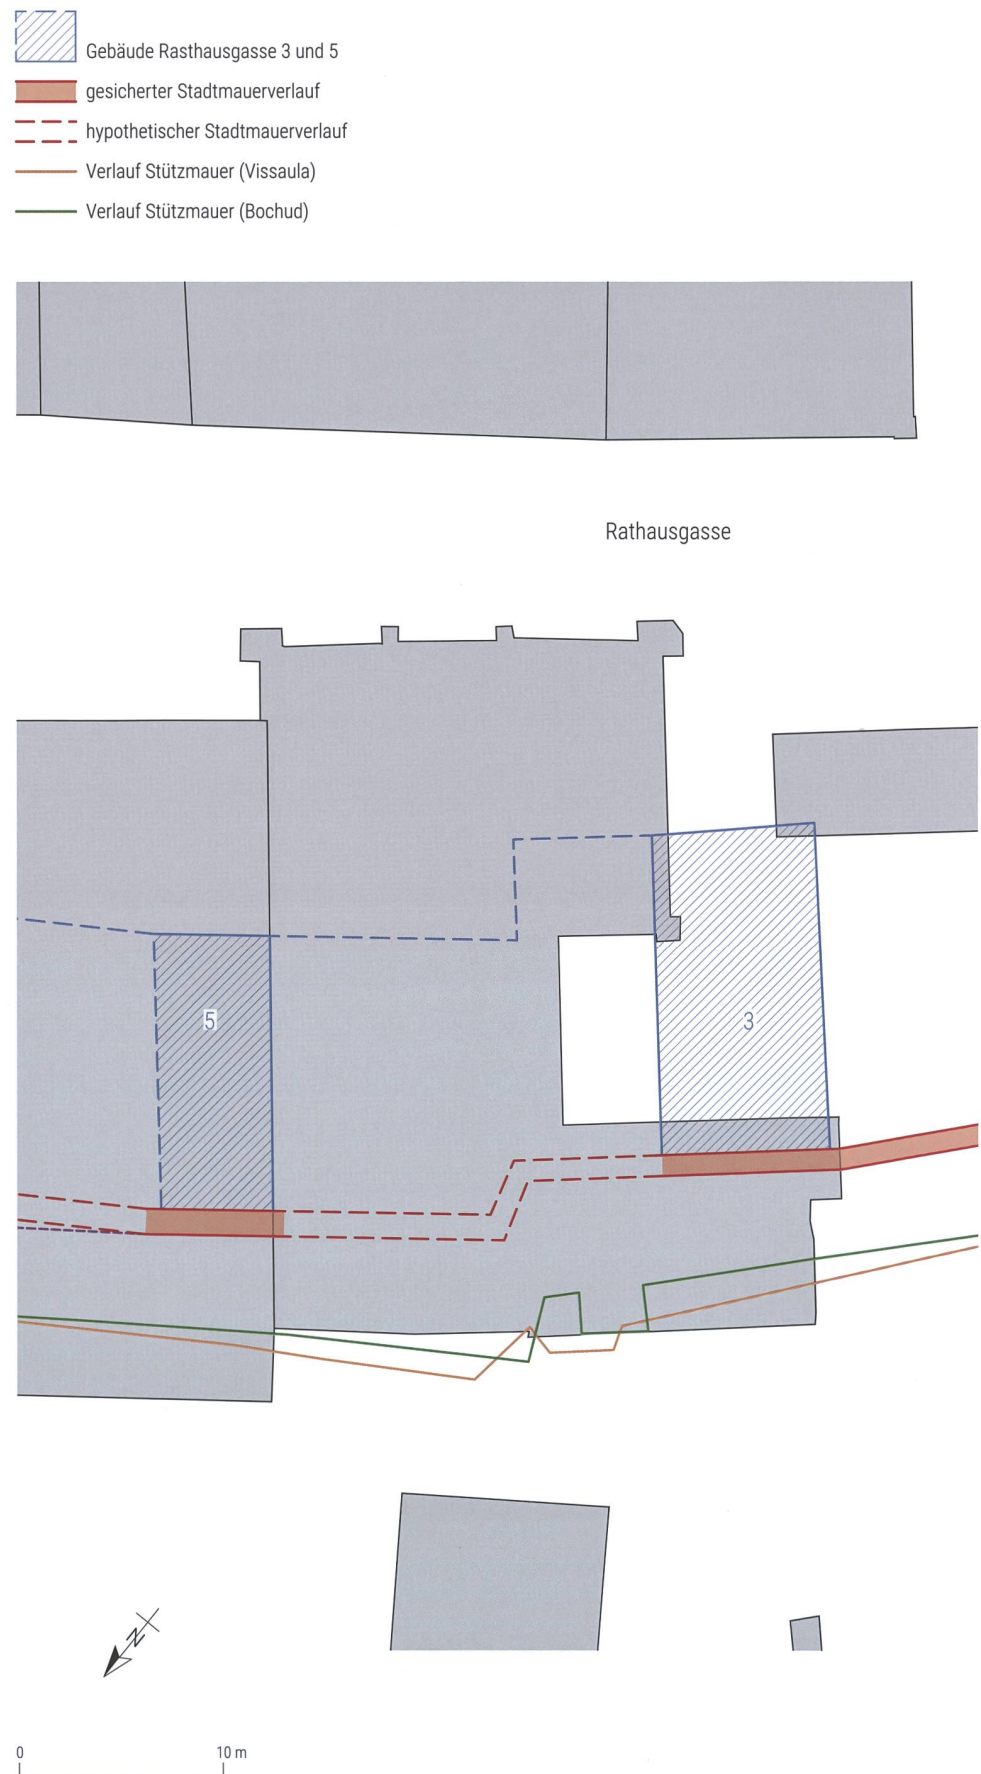 Gebäude Rasthausgasse 3 und 5
gesicherter Stadtmauerverlauf
hypothetischer Stadtmauerverlauf
Verlauf Stützmauer (Vissaula)
Verlauf Stützmauer (Bochud)
Rathausgasse
5
3
N
0 10 m